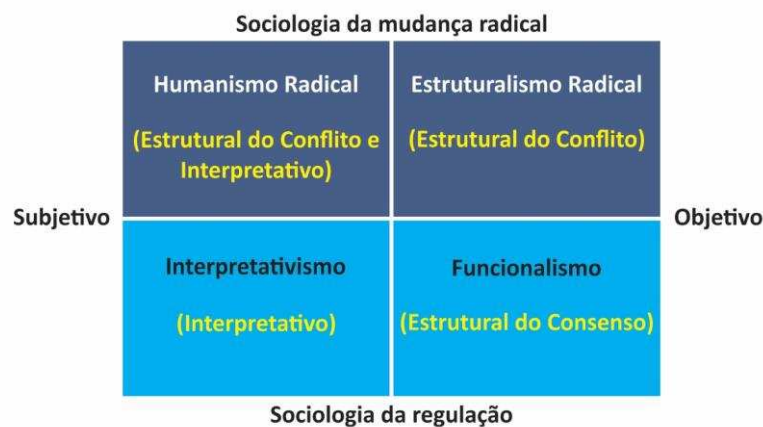 Sociologia da mudança radical
Humanismo Radical
(Estrutural do Conflito e
Interpretativo)
Estruturalismo Radical
(Estrutural do Conflito)
Subjetivo
Objetivo
Interpretativismo
(Interpretativo)
Funcionalismo
(Estrutural do Consenso)
Sociologia da regulação